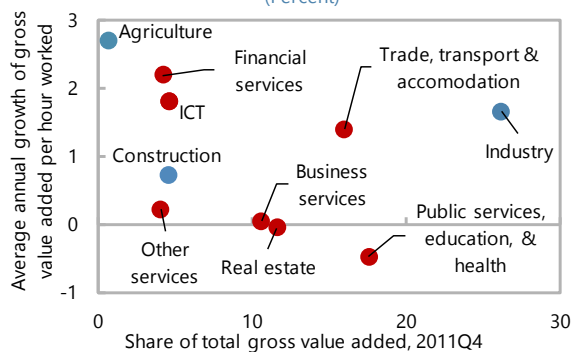 (Percent)
Average annual growth of gross
value added per hour worked
3
2
1
0
-1
Agriculture
Financial
services
ICT
Trade, transport &
accomodation
Industry
Construction
Business
services
Other
services
Real estate
Public services,
education, &
health
0
10
20
30
Share of total gross value added, 2011Q4